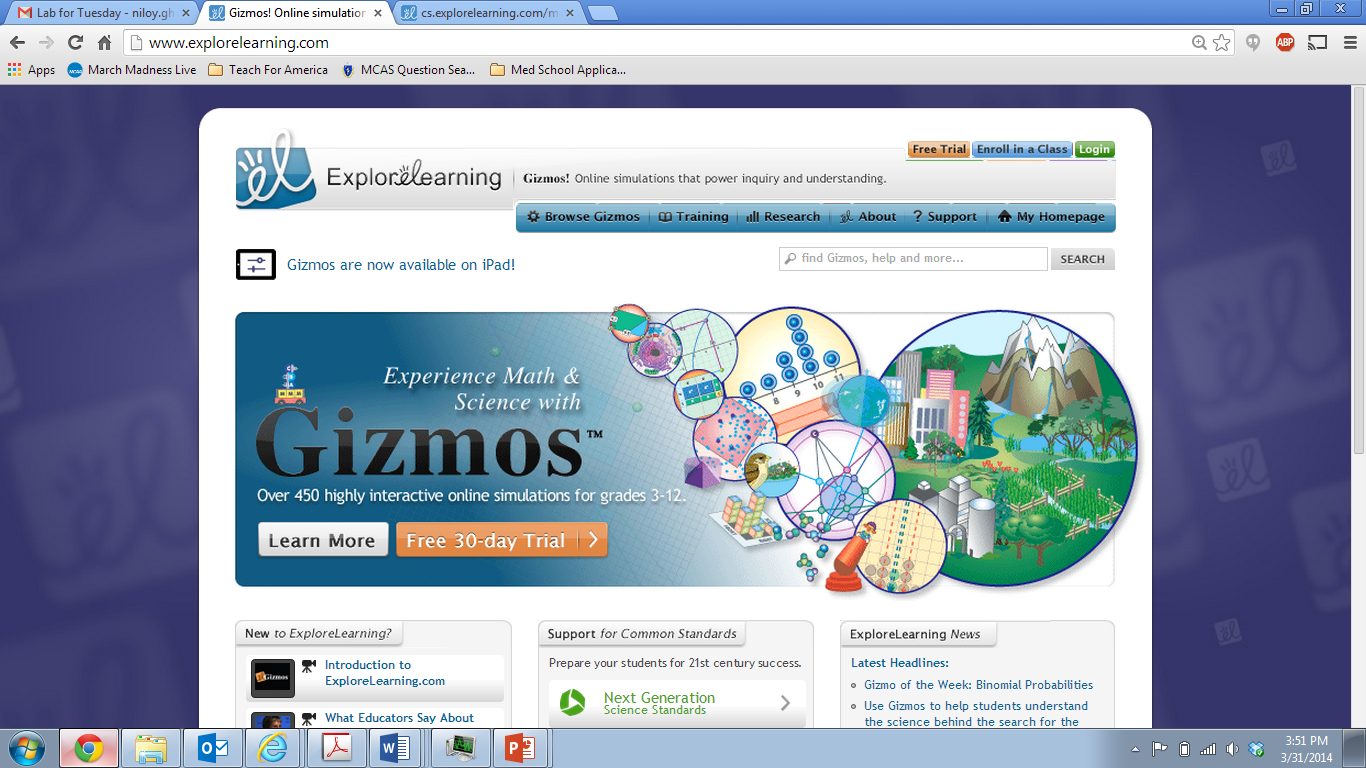 Lab for Tuesday - niloy.gh
Gizmos! Online simulation
cs.explorelearning.com/m
www.explorelearning.com
ABP
Apps
March Madness Live
Teach For America
MCAS Question Sea...
Med School Applica...
Free Trial
Enroll in a Class
Login
ExploreLearning
Gizmos! Online simulations that power inquiry and understanding.
Browse Gizmos
Training
Research
About
Support
My Homepage
Gizmos are now available on iPad!
find Gizmos, help and more...
SEARCH
Experience Math &
Science with
Gizmos™
Over 450 highly interactive online simulations for grades 3-12.
Learn More
Free 30-day Trial
8 9 10 11
New to ExploreLearning?
Gizmos
Introduction to
ExploreLearning.com
What Educators Say About
Support for Common Standards
Prepare your students for 21st century success.
Next Generation
Science Standards
ExploreLearning News
Latest Headlines:
Gizmo of the Week: Binomial Probabilities
Use Gizmos to help students understand
the science behind the search for the
3:51 PM
3/31/2014